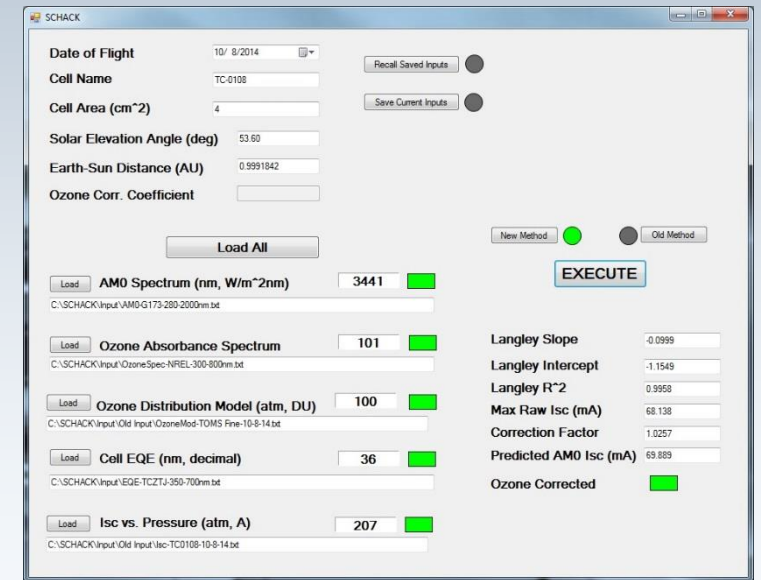 SCHACK
Date of Flight 10/ 8/2014
Recall Saved Inputs
Cell Name TC-0108
Cell Area (cm^2) 4
Save Current Inputs
Solar Elevation Angle (deg) 53.60
Earth-Sun Distance (AU) 0.9991842
Ozone Corr. Coefficient
Load All
New Method Old Method
EXECUTE
Load AM0 Spectrum (nm, W/m^2nm) 3441
C:\SCHACK\Input\AM0-G173-280-2000nm.txt
Load Ozone Absorbance Spectrum 101
C:\SCHACK\Input\OzoneSpec-NREL-300-800nm.txt
Load Ozone Distribution Model (atm, DU) 100
C:\SCHACK\Input\Old Input\OzoneMod-TOMS Fine-10-8-14.txt
Load Cell EQE (nm, decimal) 36
C:\SCHACK\Input\EQE-TCZTJ-350-700nm.txt
Load Isc vs. Pressure (atm, A) 207
C:\SCHACK\Input\Old Input\Isc-TC0108-10-8-14.txt
Langley Slope -0.0999
Langley Intercept -1.1549
Langley R^2 0.9958
Max Raw Isc (mA) 68.138
Correction Factor 1.0257
Predicted AM0 Isc (mA) 69.889
Ozone Corrected